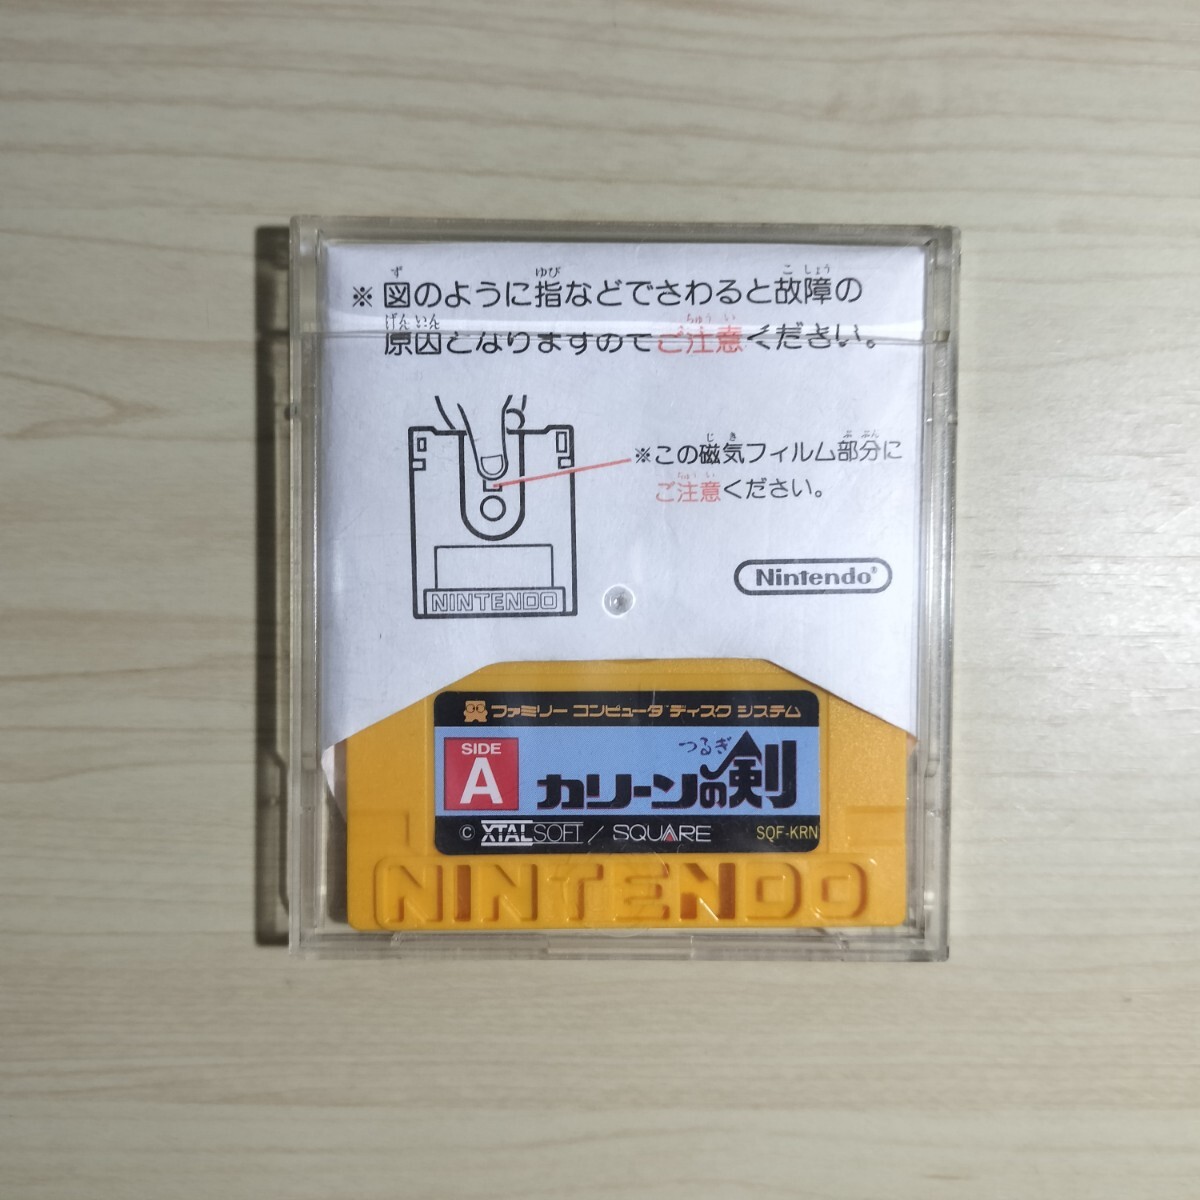 ※図のように指などでさわると故障の
原因となりますのでご注意ください。
※この磁気フィルム部分に
ご注意ください。
Nintendo®
NINTENDO
ファミリー コンピュータ™ ディスク システム
SIDE
A
カリーンの剣
© XTALSOFT / SQUARE SQF-KRN
NINTENDO